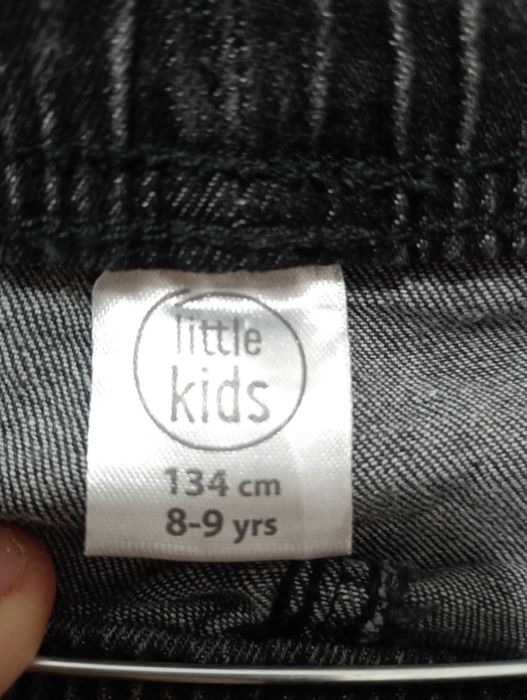 little
kids
134 cm
8-9 yrs